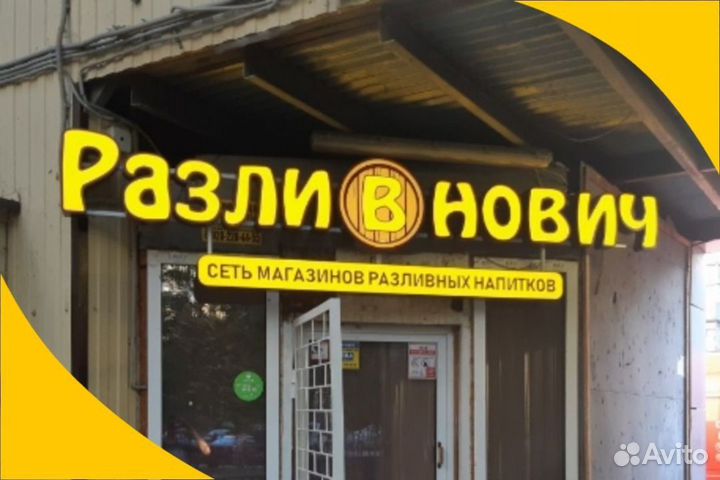 Разливнович
СЕТЬ МАГАЗИНОВ РАЗЛИВНЫХ НАПИТКОВ
Avito